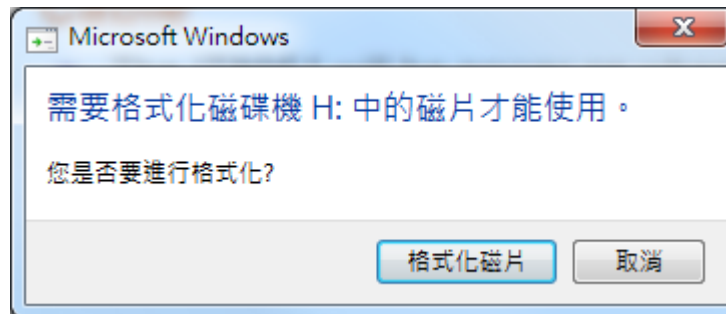 Microsoft Windows
需要格式化磁碟機 H: 中的磁片才能使用。
您是否要進行格式化?
格式化磁片
取消